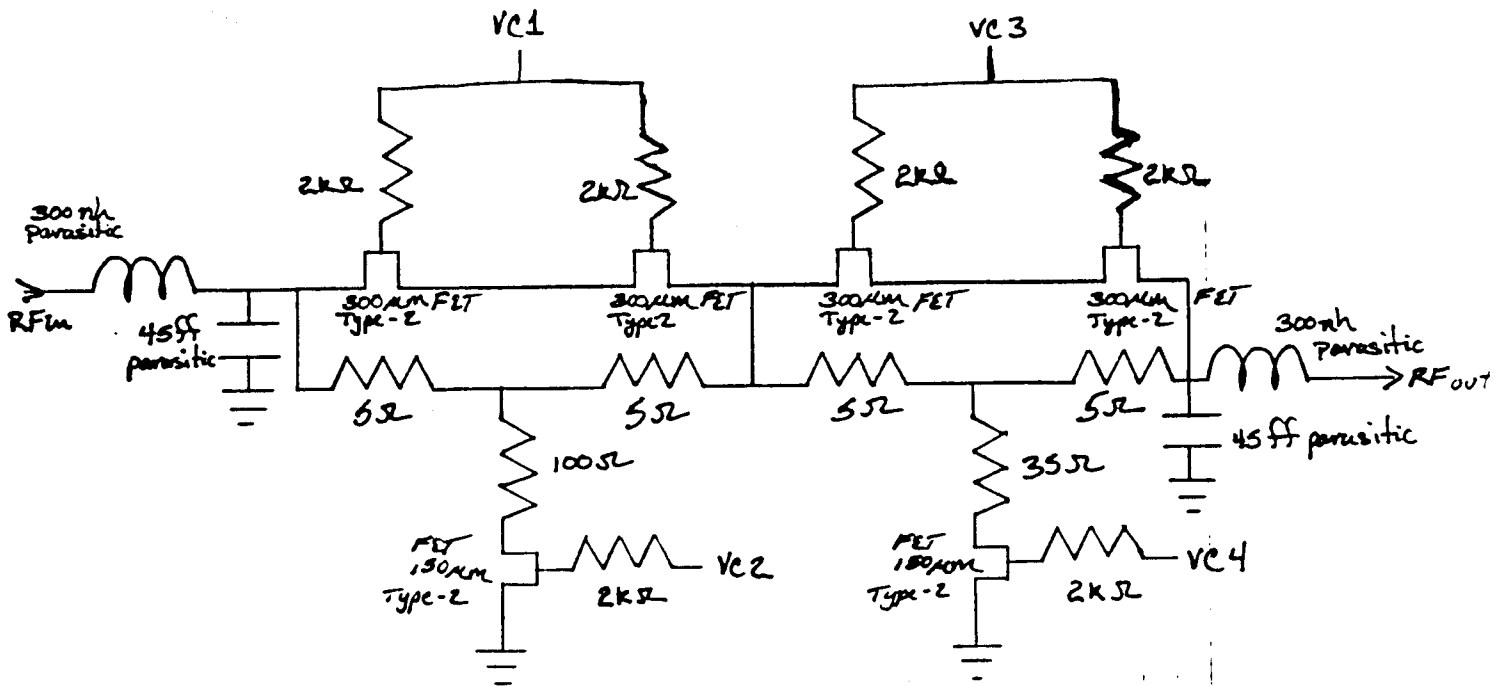 VC1
VC3
2kΩ
2kΩ
2kΩ
2kΩ
300 nh
parasitic
RFin
45ff
parasitic
300μm FET
Type-2
300μm FET
Type2
300μm FET
Type-2
300μm FET
Type-2
300nh
parasitic
RFout
45ff parasitic
5Ω
5Ω
5Ω
5Ω
100Ω
35Ω
FET
150μm
Type-2
VC2
2kΩ
FET
150μm
Type-2
VC4
2kΩ